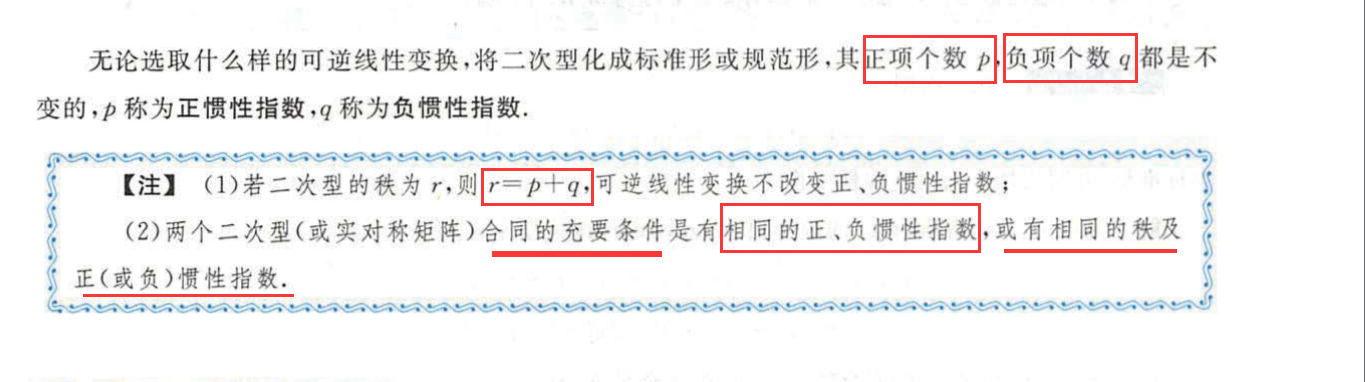 无论选取什么样的可逆线性变换,将二次型化成标准形或规范形,其正项个数 p,负项个数 q 都是不
变的,p 称为正惯性指数,q 称为负惯性指数.
【注】 (1)若二次型的秩为 r,则 r=p+q,可逆线性变换不改变正、负惯性指数;
(2)两个二次型(或实对称矩阵)合同的充要条件是有相同的正、负惯性指数,或有相同的秩及
正(或负)惯性指数.